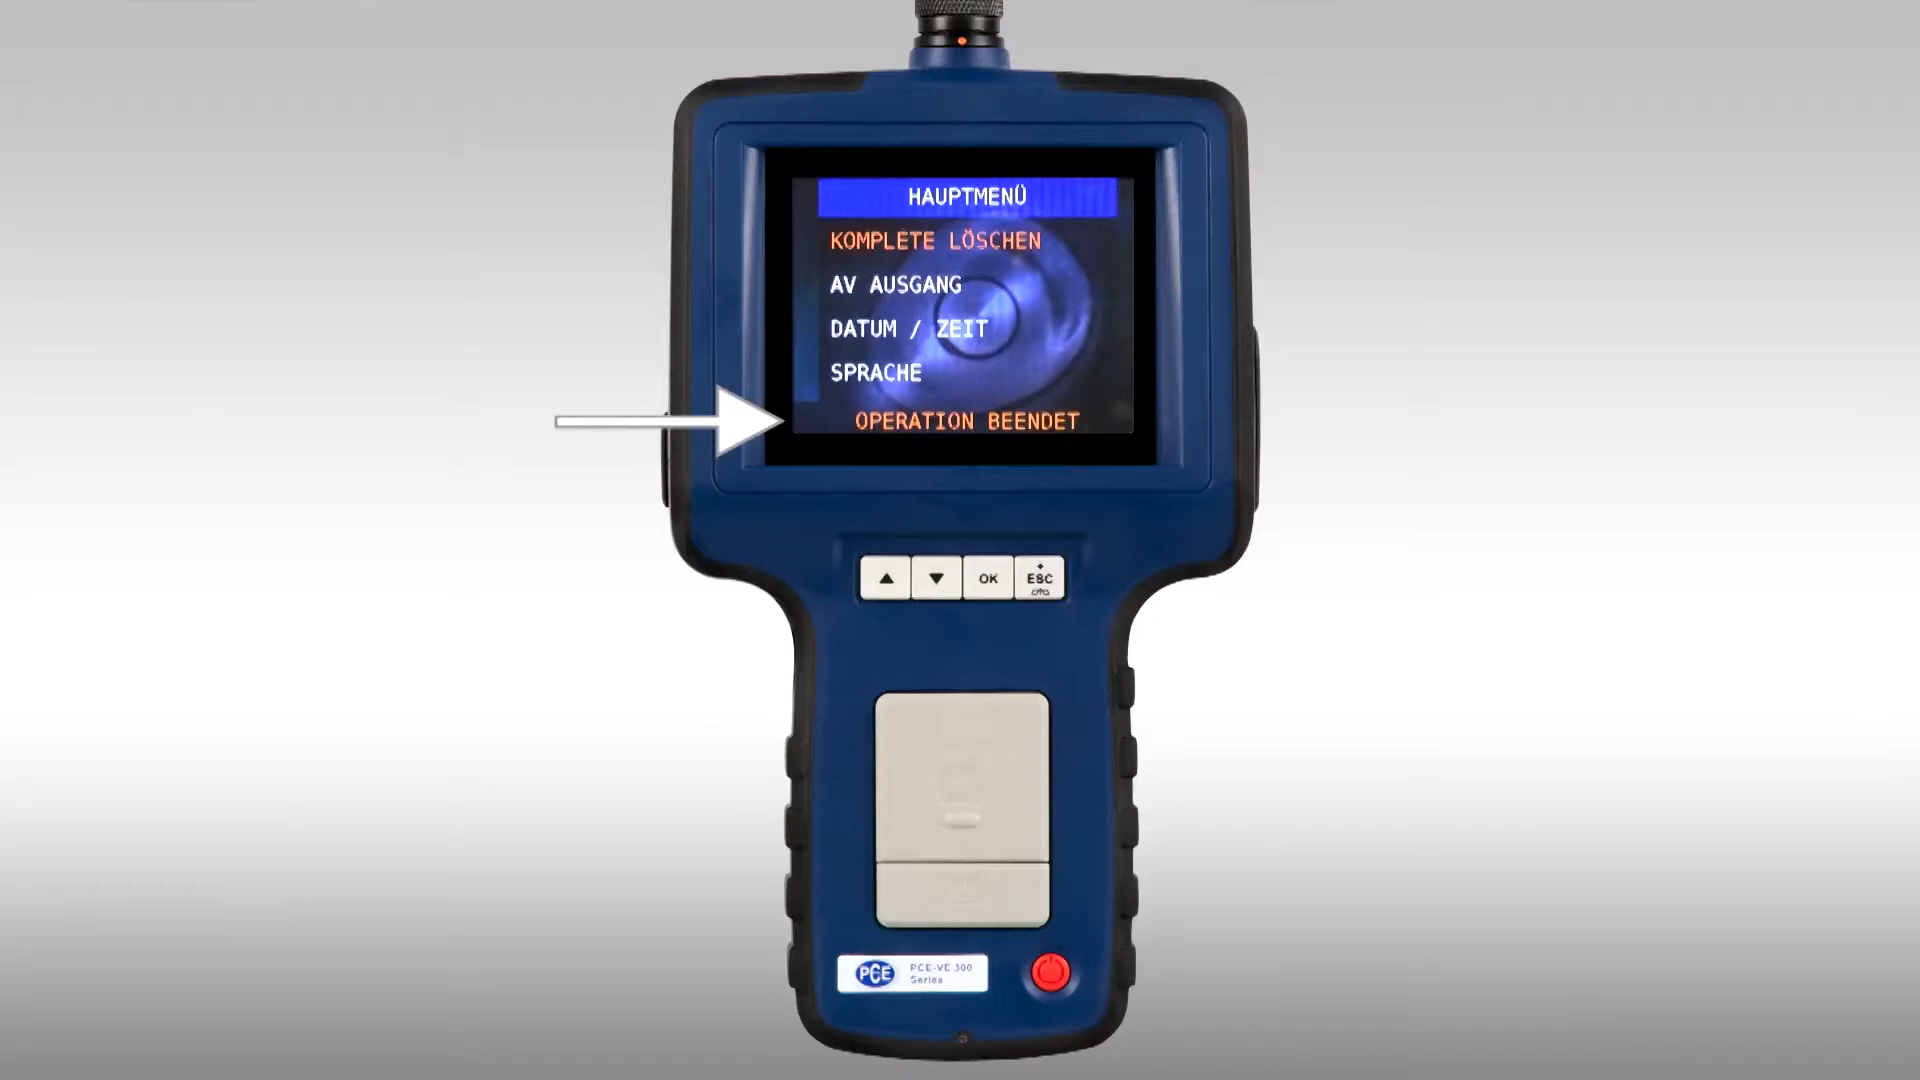 HAUPTMENÜ
KOMPLETE LÖSCHEN
AV AUSGANG
DATUM / ZEIT
SPRACHE
OPERATION BEENDET
OK
ESC
PCE
PCE-VE 300
Series